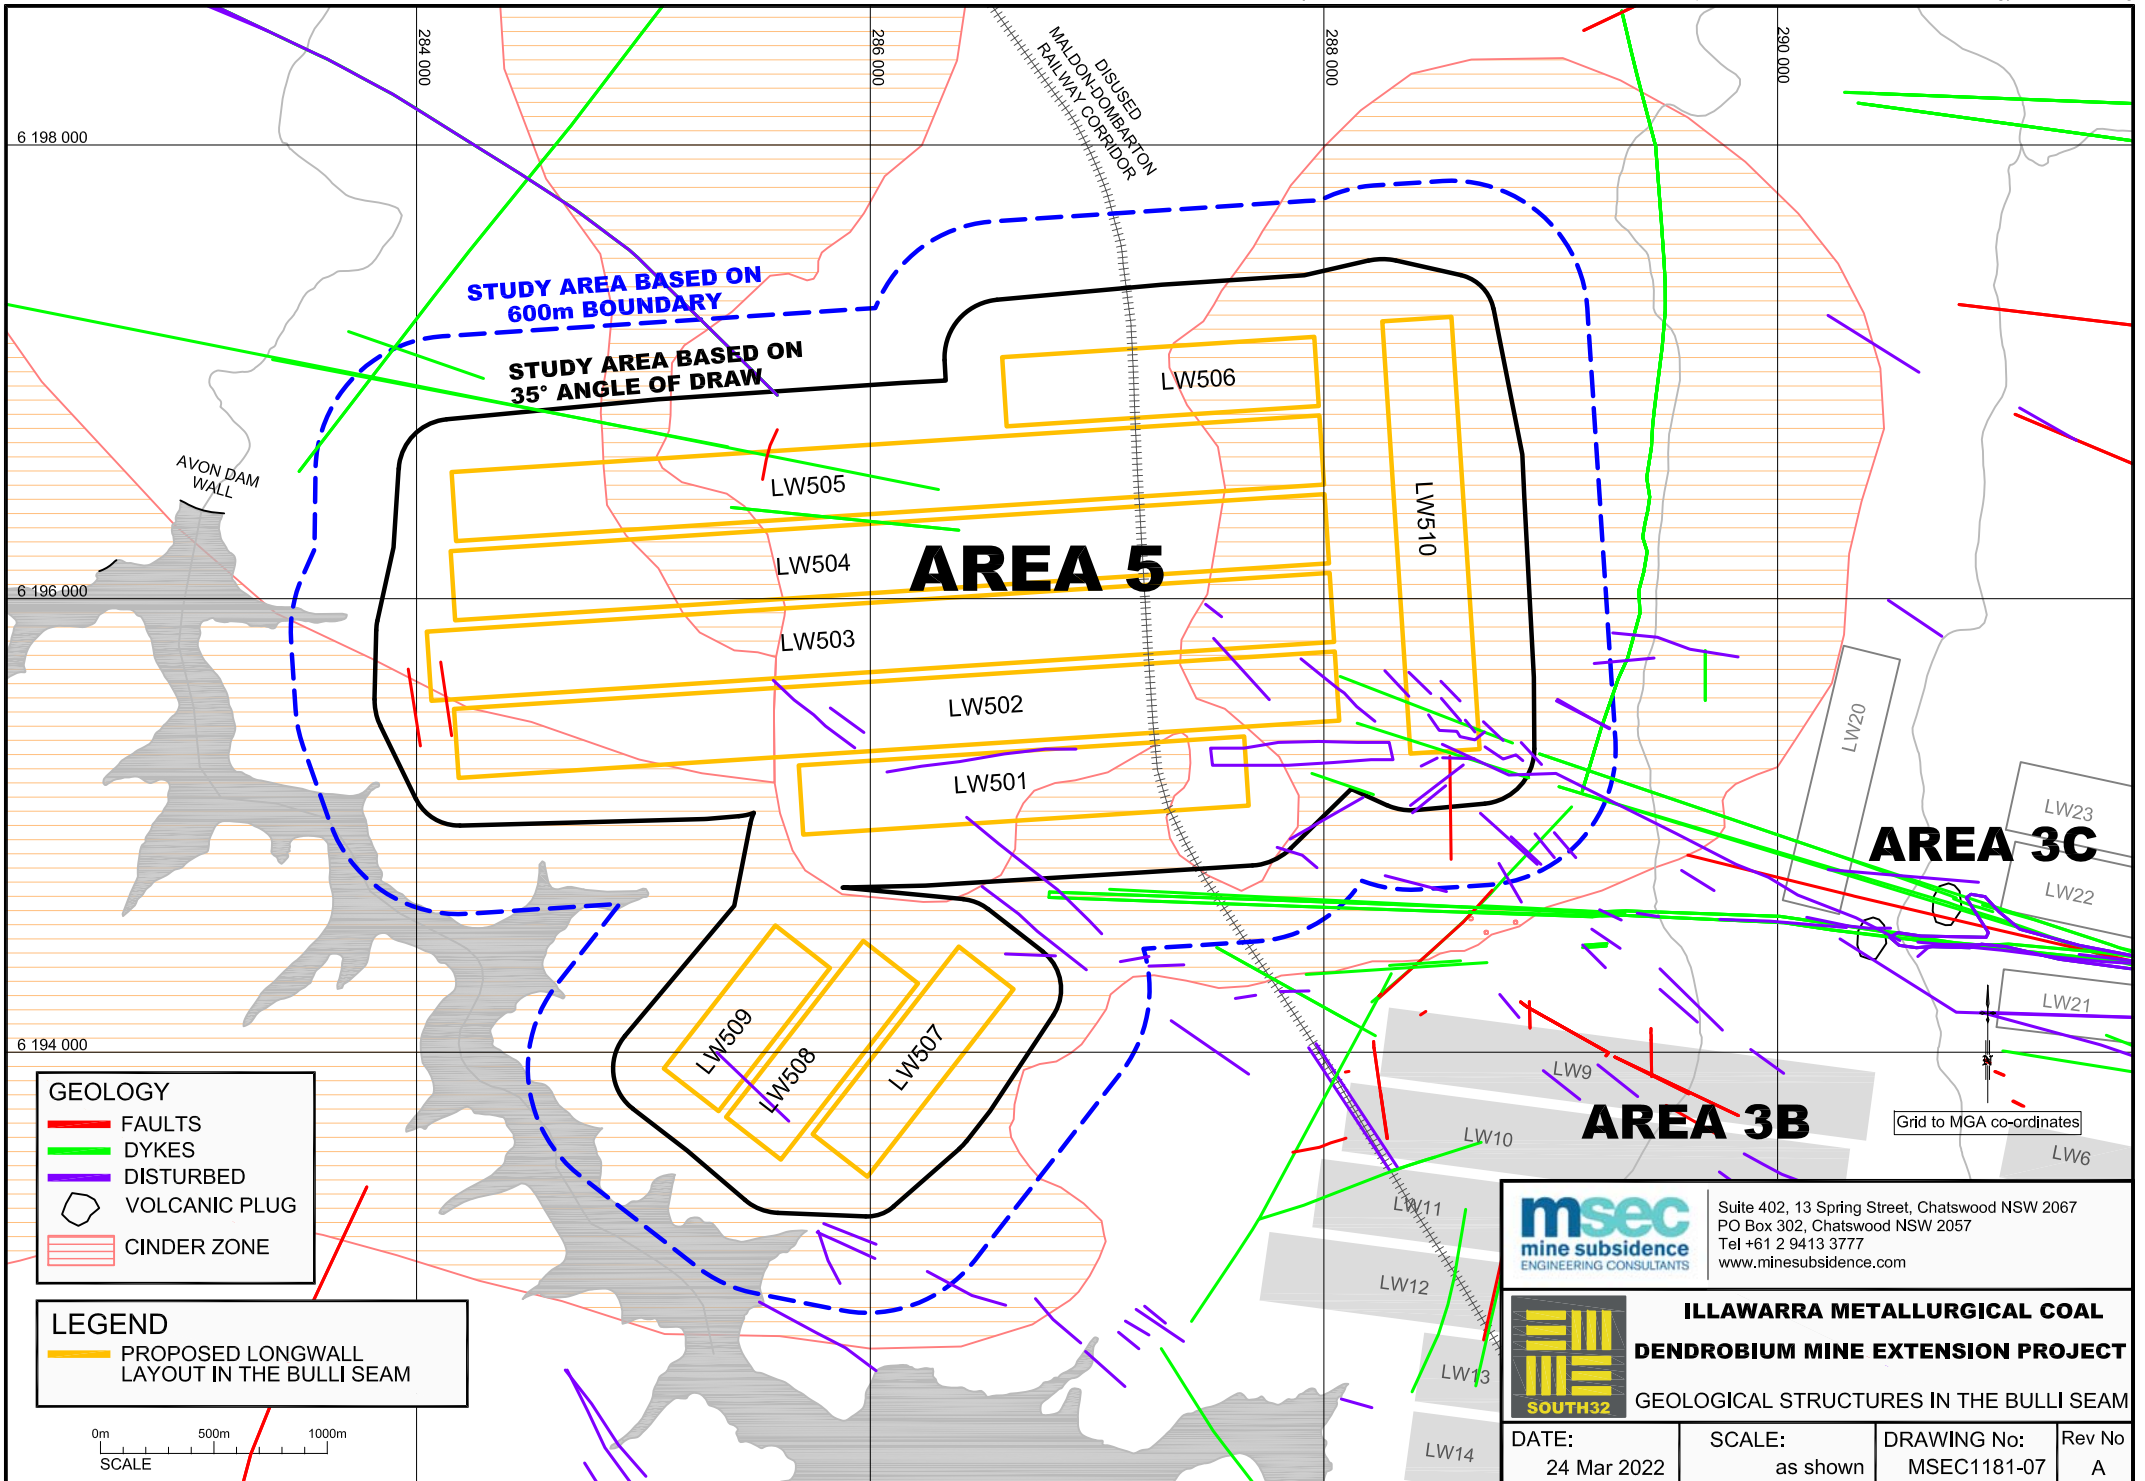 284 000
286 000
288 000
290 000
DISUSED
MALDON-DOMBARTON
RAILWAY CORRIDOR
6 198 000
STUDY AREA BASED ON
600m BOUNDARY
STUDY AREA BASED ON
35° ANGLE OF DRAW
LW506
AVON DAM
WALL
LW505
LW510
LW504
AREA 5
6 196 000
LW503
LW502
LW501
LW20
LW23
AREA 3C
LW22
LW21
6 194 000
LW509
LW508
LW507
LW9
AREA 3B
LW10
N
Grid to MGA co-ordinates
LW6
LW11
LW12
LW13
LW14
GEOLOGY
FAULTS
DYKES
DISTURBED
VOLCANIC PLUG
CINDER ZONE
LEGEND
PROPOSED LONGWALL
LAYOUT IN THE BULLI SEAM
0m 500m 1000m
SCALE
msec
mine subsidence
ENGINEERING CONSULTANTS
Suite 402, 13 Spring Street, Chatswood NSW 2067
PO Box 302, Chatswood NSW 2057
Tel +61 2 9413 3777
www.minesubsidence.com
SOUTH32
ILLAWARRA METALLURGICAL COAL
DENDROBIUM MINE EXTENSION PROJECT
GEOLOGICAL STRUCTURES IN THE BULLI SEAM
DATE:
24 Mar 2022
SCALE:
as shown
DRAWING No:
MSEC1181-07
Rev No
A